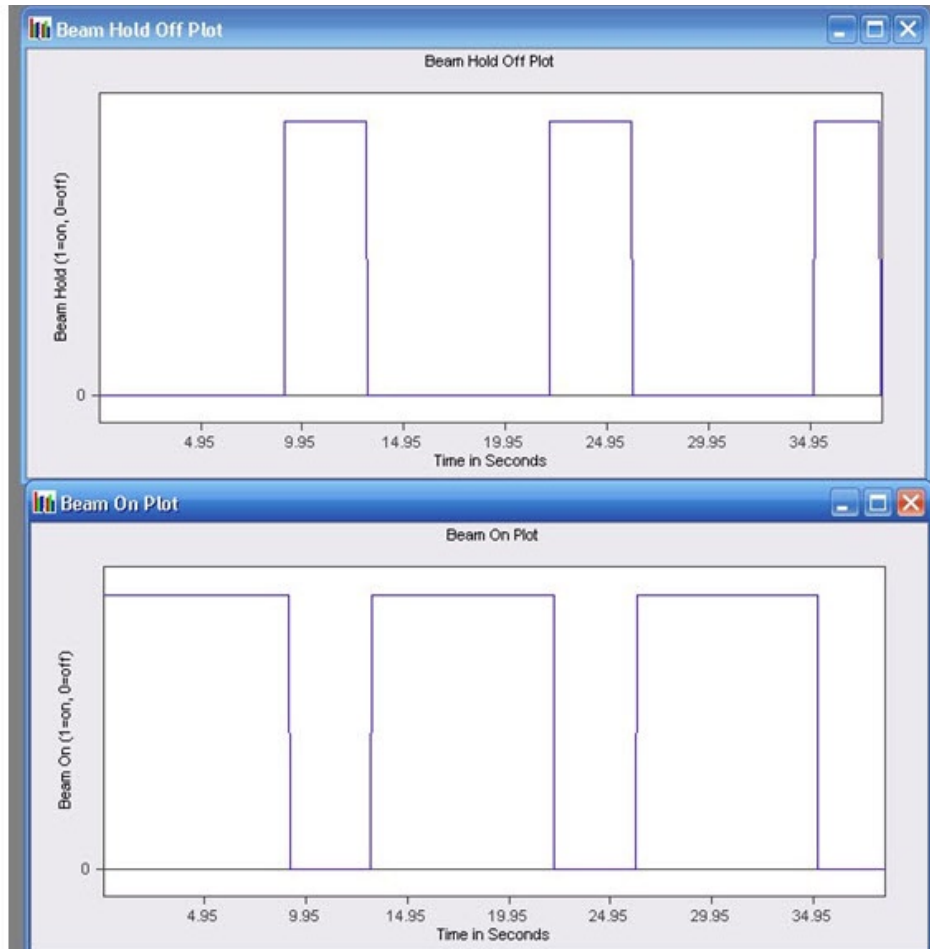 Beam Hold Off Plot
Beam Hold Off Plot
Beam Hold (1=on, 0=off)
0
4.95 9.95 14.95 19.95 24.95 29.95 34.95
Time in Seconds
Beam On Plot
Beam On Plot
Beam On (1=on, 0=off)
0
4.95 9.95 14.95 19.95 24.95 29.95 34.95
Time in Seconds